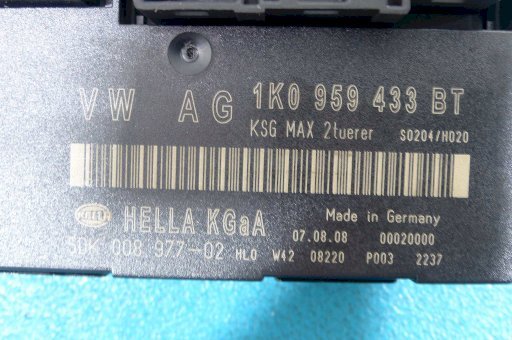 VW AG 1K0 959 433 BT
KSG MAX 2tuerer S0204/H020
HELLA HELLA KGaA Made in Germany
07.08.08 00020000
5DK 008 977-02 HLO W42 08220 P003 2237